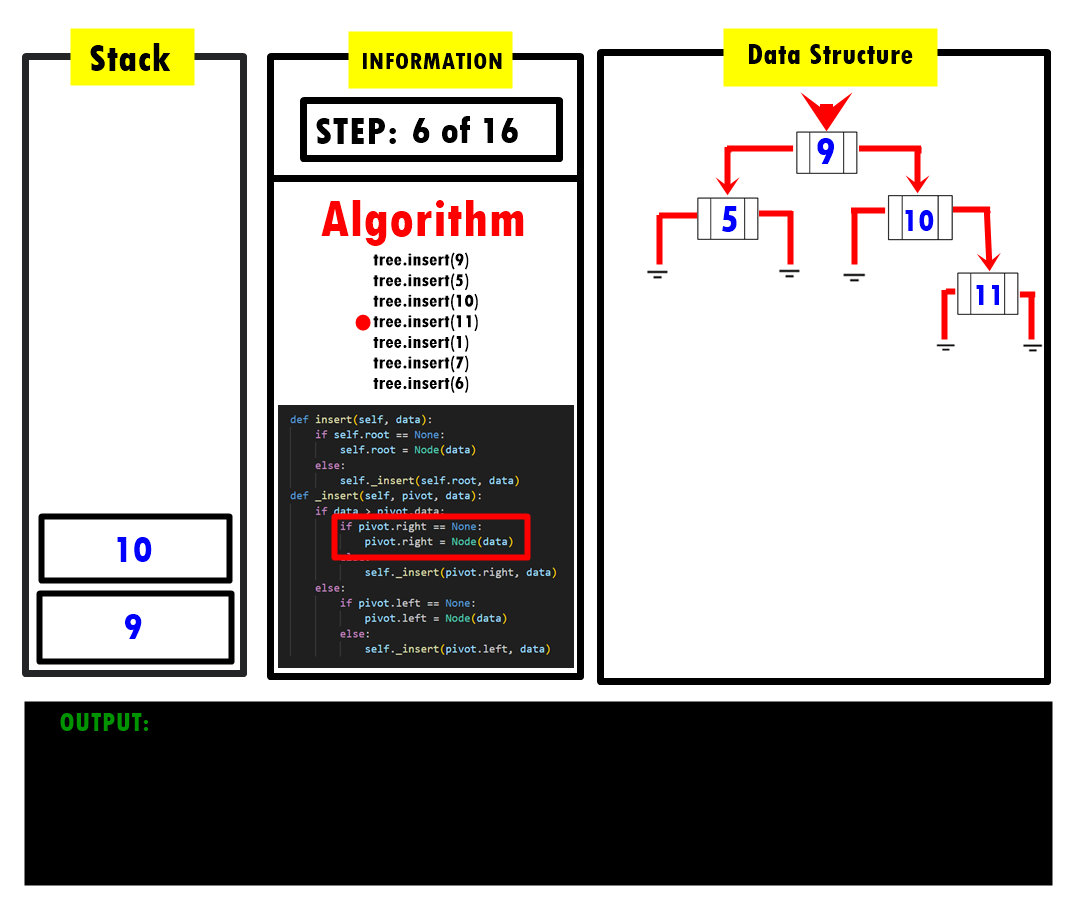 Stack
10
9
INFORMATION
STEP: 6 of 16
Algorithm
tree.insert(9)
tree.insert(5)
tree.insert(10)
tree.insert(11)
tree.insert(1)
tree.insert(7)
tree.insert(6)
def insert(self, data):
if self.root == None:
self.root = Node(data)
else:
self._insert(self.root, data)
def _insert(self, pivot, data):
if data > pivot.data:
if pivot.right == None:
pivot.right = Node(data)
else:
self._insert(pivot.right, data)
else:
if pivot.left == None:
pivot.left = Node(data)
else:
self._insert(pivot.left, data)
Data Structure
9
5
10
11
OUTPUT: